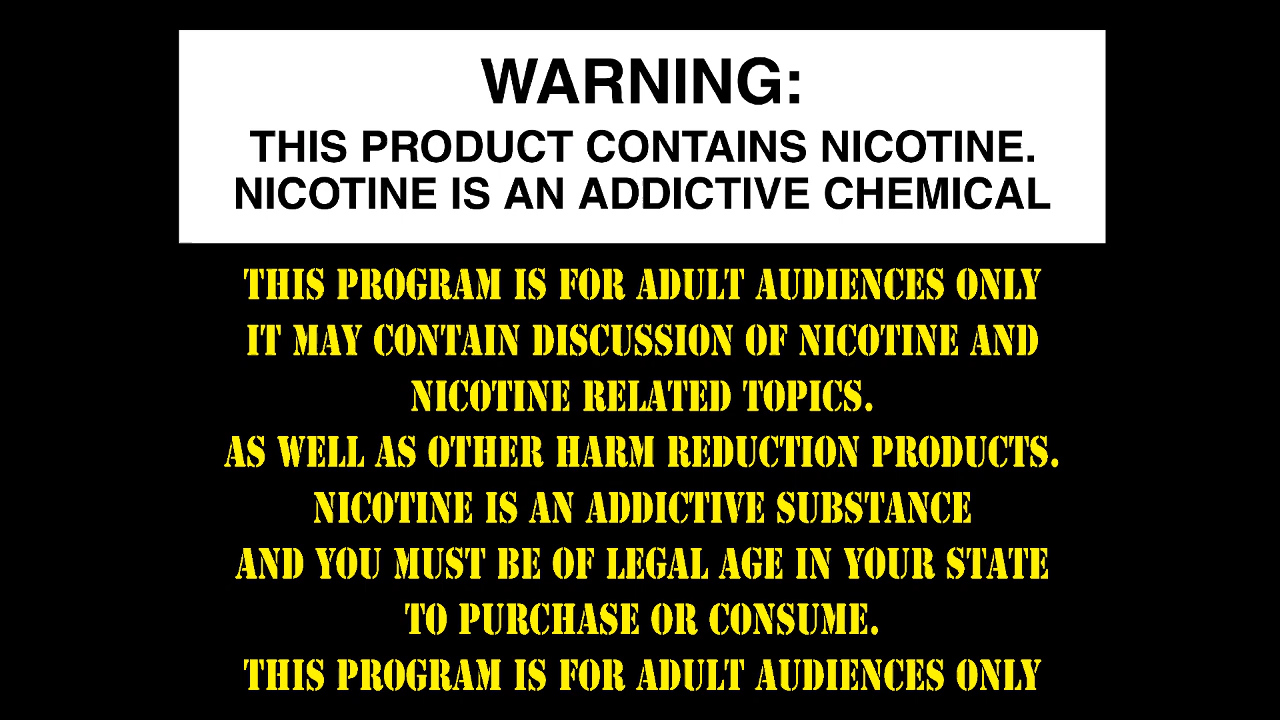 WARNING:
THIS PRODUCT CONTAINS NICOTINE.
NICOTINE IS AN ADDICTIVE CHEMICAL
THIS PROGRAM IS FOR ADULT AUDIENCES ONLY
IT MAY CONTAIN DISCUSSION OF NICOTINE AND
NICOTINE RELATED TOPICS.
AS WELL AS OTHER HARM REDUCTION PRODUCTS.
NICOTINE IS AN ADDICTIVE SUBSTANCE
AND YOU MUST BE OF LEGAL AGE IN YOUR STATE
TO PURCHASE OR CONSUME.
THIS PROGRAM IS FOR ADULT AUDIENCES ONLY